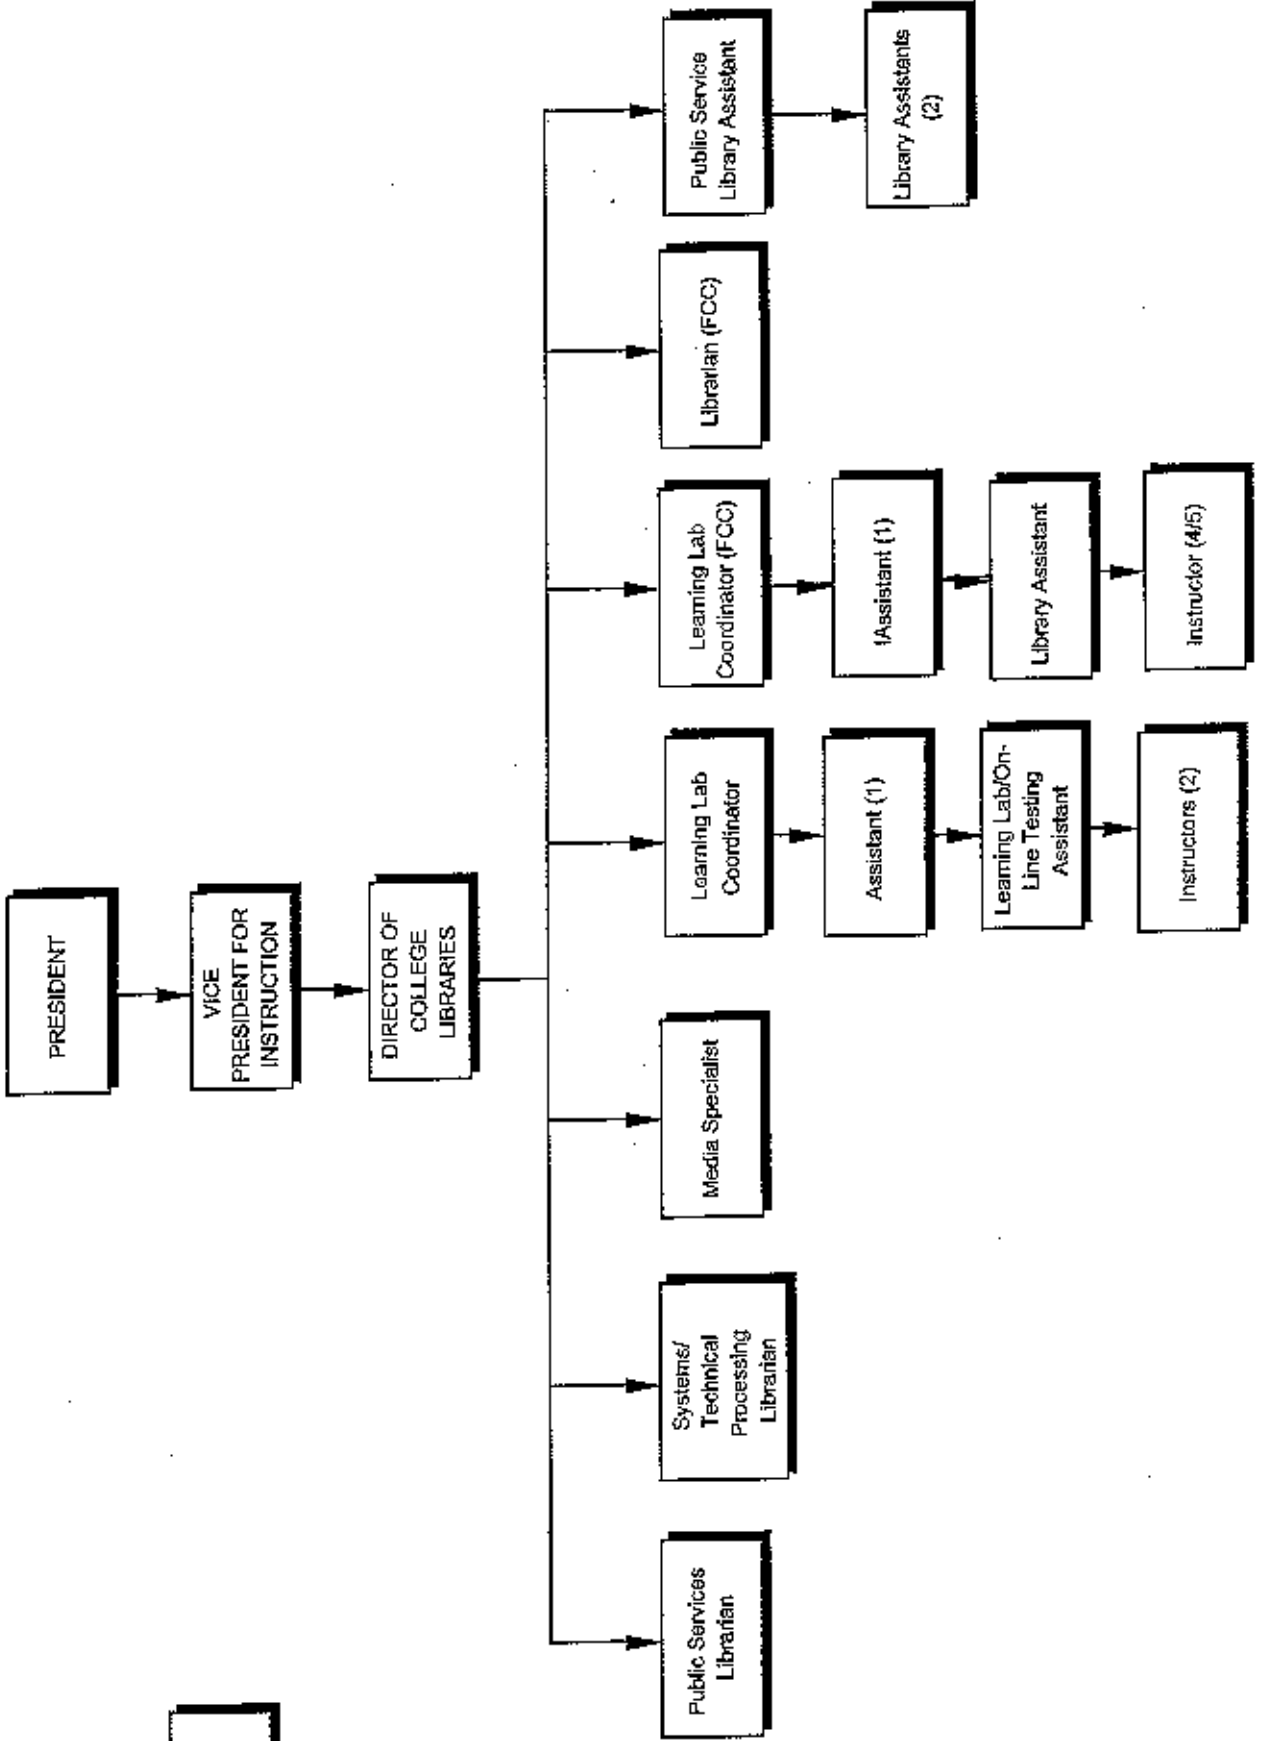 PRESIDENT
VICE
PRESIDENT FOR
INSTRUCTION
DIRECTOR OF
COLLEGE
LIBRARIES
Public Services
Librarian
Systems/
Technical
Processing
Librarian
Media Specialist
Learning Lab
Coordinator
Assistant (1)
Learning Lab/On-
Line Testing
Assistant
Instructors (2)
Learning Lab
Coordinator (FCC)
!Assistant (1)
Library Assistant
Instructor (4/5)
Librarian (FCC)
Public Service
Library Assistant
Library Assistants
(2)